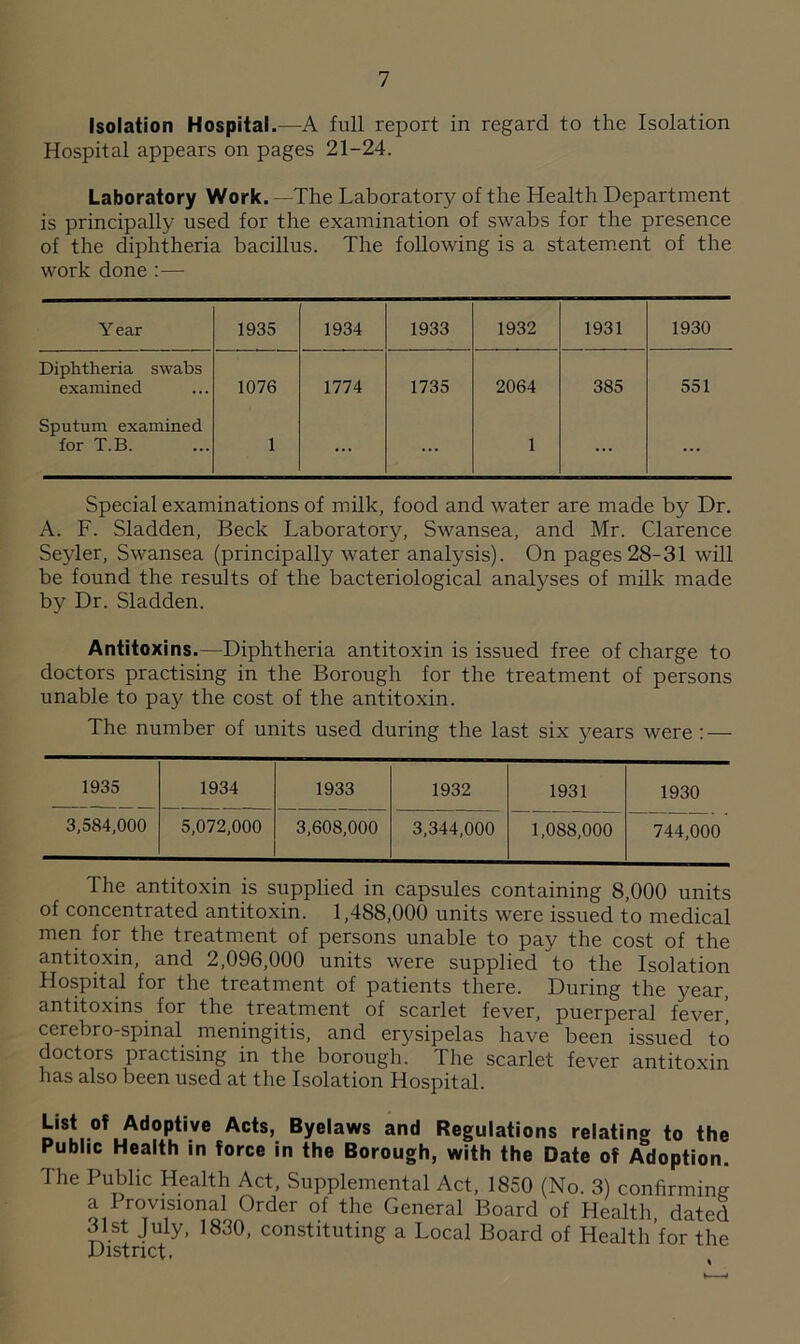 7
Isolation Hospital.—A full report in regard to the Isolation
Hospital appears on pages 21-24.
Laboratory Work.—The Laboratory of the Health Department
is principally used for the examination of swabs for the presence
of the diphtheria bacillus. The following is a statement of the
work done :—
Year 1935 1934 1933 1932 1931 1930
Diphtheria swabs
examined ... 1076 1774 1735 2064 385 551
Sputum examined
for T.B. ... 1 ... ... 1 ... ...
Special examinations of milk, food and water are made by Dr.
A. F. Sladden, Beck Laboratory, Swansea, and Mr. Clarence
Seyler, Swansea (principally water analysis). On pages 28-31 will
be found the results of the bacteriological analyses of milk made
by Dr. Sladden.
Antitoxins.—Diphtheria antitoxin is issued free of charge to
doctors practising in the Borough for the treatment of persons
unable to pay the cost of the antitoxin.
The number of units used during the last six years were :—
1935 1934 1933 1932 1931 1930
3,584,000 5,072,000 3,608,000 3,344,000 1,088,000 744,000
The antitoxin is supplied in capsules containing 8,000 units
of concentrated antitoxin. 1,488,000 units were issued to medical
men for the treatment of persons unable to pay the cost of the
antitoxin, and 2,096,000 units were supplied to the Isolation
Hospital for the treatment of patients there. During the year,
antitoxins for the treatment of scarlet fever, puerperal fever,
cerebro-spinal meningitis, and erysipelas have been issued to
doctors practising in the borough. The scarlet fever antitoxin
has also been used at the Isolation Hospital.
List of Adoptive Acts, Byelaws and Regulations relating to the
Public Health in force in the Borough, with the Date of Adoption.
The Public Health Act, Supplemental Act, 1850 (No. 3) confirming
a Provisional Order of the General Board of Health, dated
31st July, 1830, constituting a Local Board of Health for the
District.